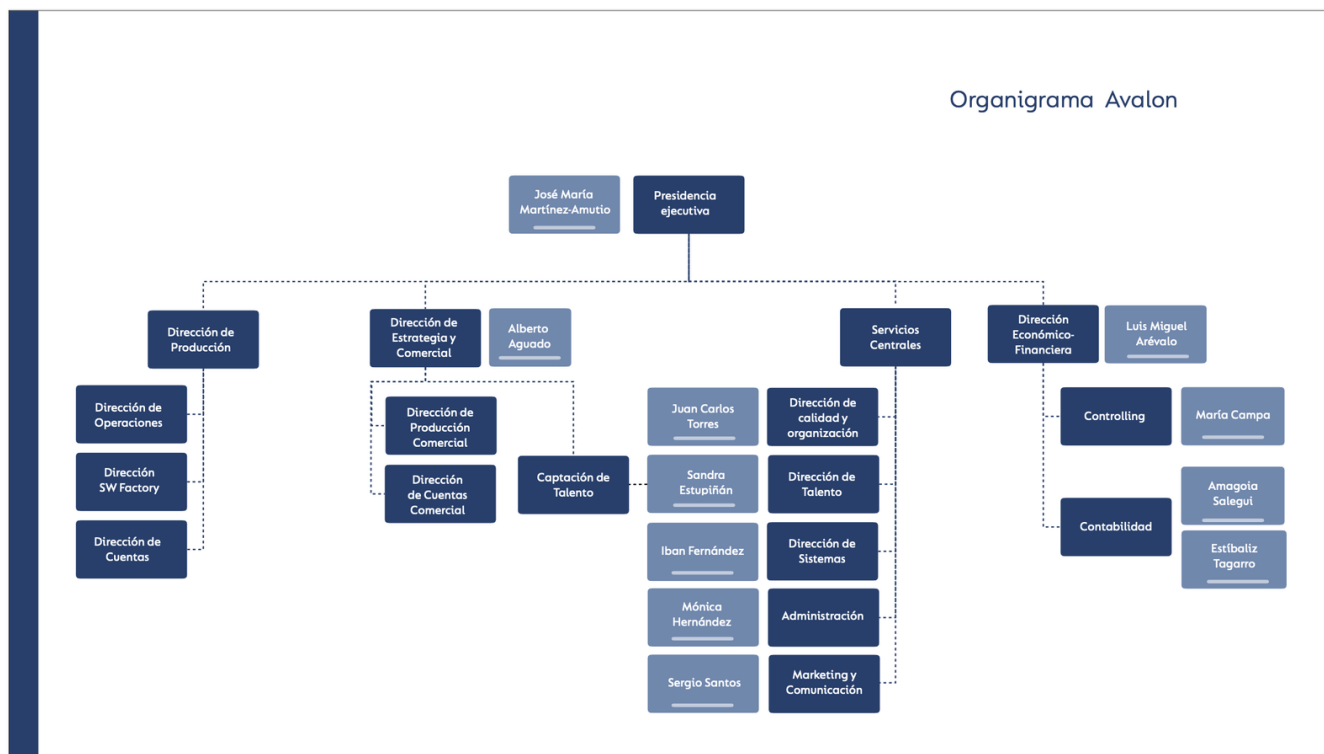 Organigrama Avalon
José María
Martínez-Amutio
Presidencia
ejecutiva
Dirección de
Producción
Dirección de
Estrategia y
Comercial
Alberto
Aguado
Servicios
Centrales
Dirección
Económico-
Financiera
Luis Miguel
Arévalo
Dirección de
Operaciones
Dirección
SW Factory
Dirección de
Cuentas
Dirección de
Producción
Comercial
Dirección
de Cuentas
Comercial
Captación de
Talento
Juan Carlos
Torres
Dirección de
calidad y
organización
Sandra
Estupiñán
Dirección de
Talento
Iban Fernández
Dirección de
Sistemas
Mónica
Hernández
Administración
Sergio Santos
Marketing y
Comunicación
Controlling
María Campa
Contabilidad
Amagoia
Salegui
Estíbaliz
Tagarro